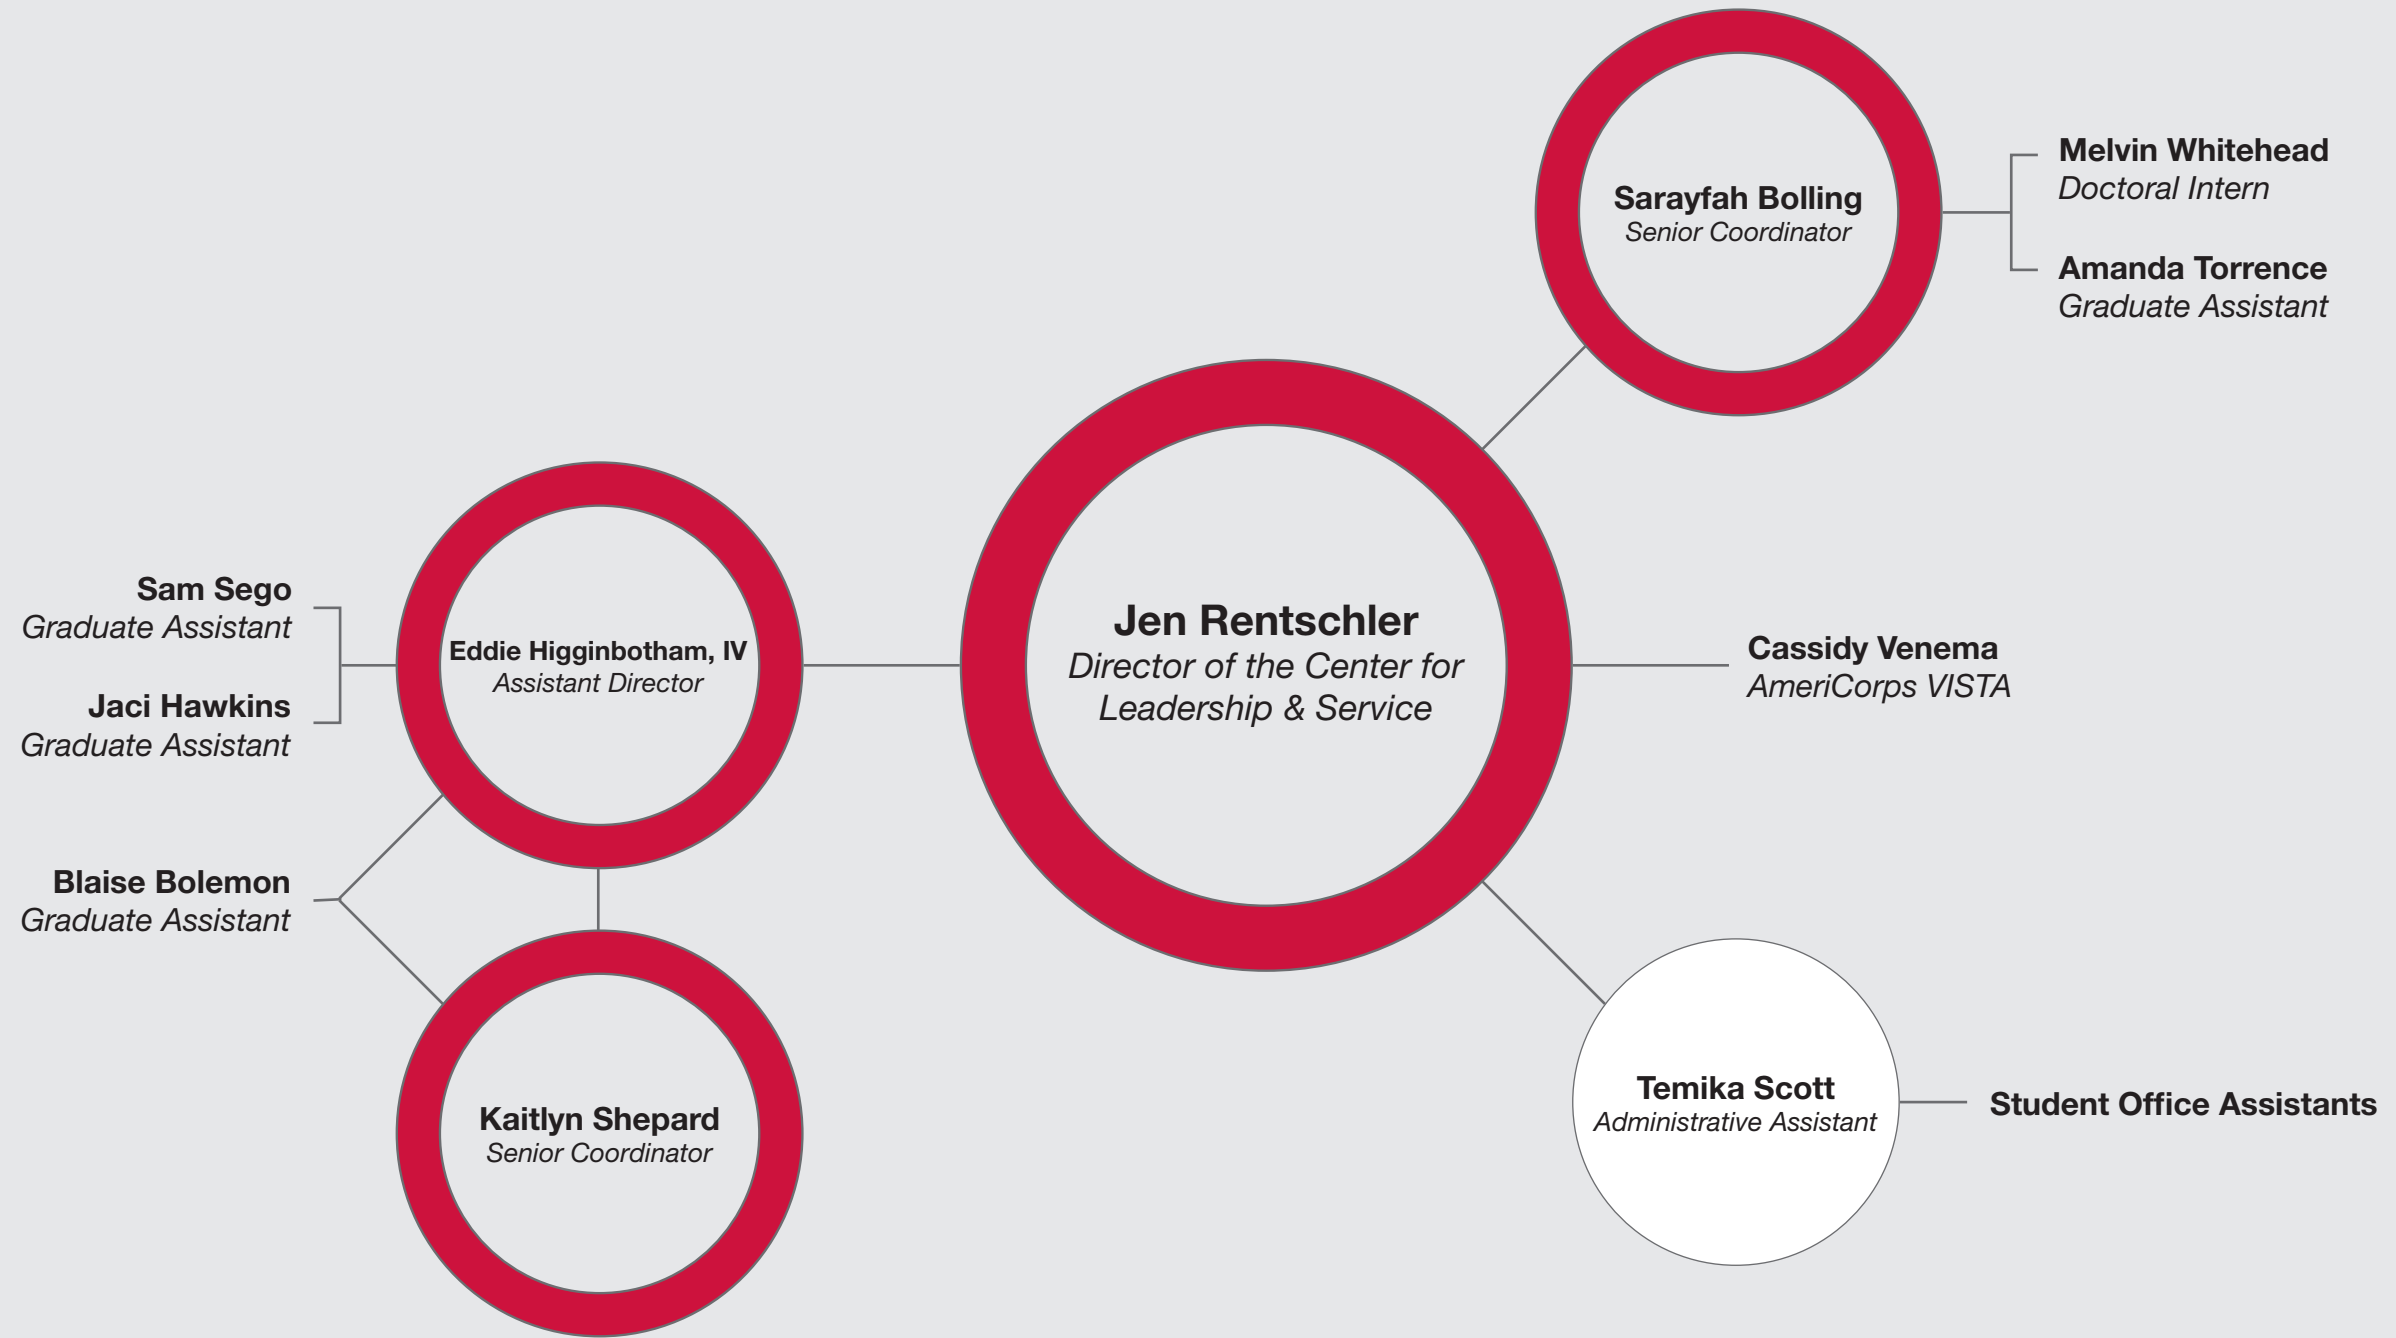 Sarayfah Bolling
Senior Coordinator
Melvin Whitehead
Doctoral Intern
Amanda Torrence
Graduate Assistant
Sam Sego
Graduate Assistant
Jaci Hawkins
Graduate Assistant
Eddie Higginbotham, IV
Assistant Director
Jen Rentschler
Director of the Center for
Leadership & Service
Cassidy Venema
AmeriCorps VISTA
Blaise Bolemon
Graduate Assistant
Kaitlyn Shepard
Senior Coordinator
Temika Scott
Administrative Assistant
Student Office Assistants